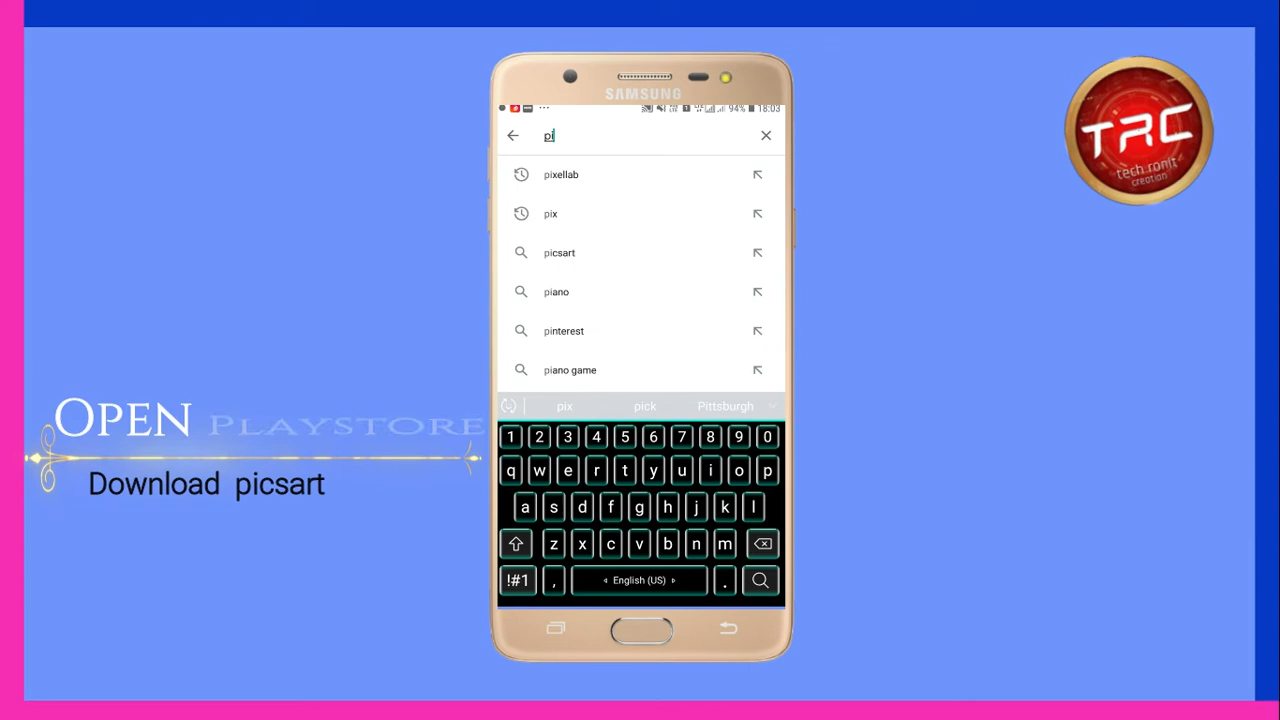 SAMSUNG
94% 18:03
pi
pixellab
pix
picsart
piano
pinterest
piano game
pix pick Pittsburgh
1 2 3 4 5 6 7 8 9 0
q w e r t y u i o p
a s d f g h j k l
z x c v b n m
!#1 , English (US) .
OPEN PLAYSTORE
Download picsart
TRC
tech ronit
creation